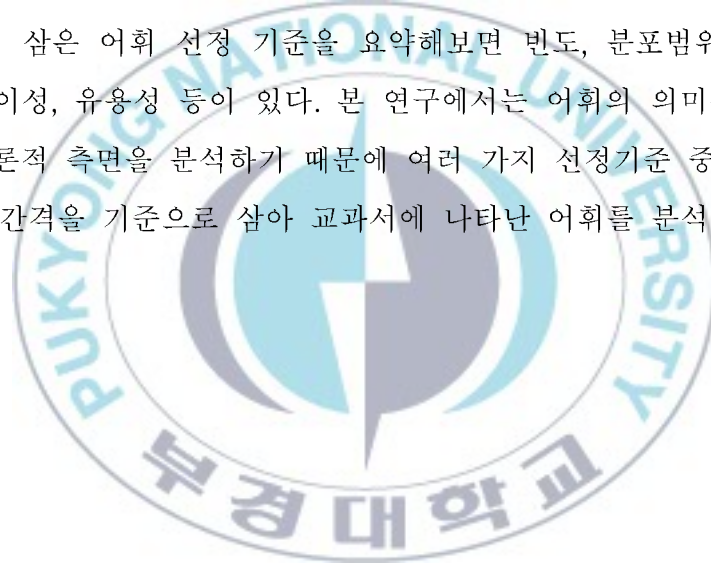 삼은 어휘 선정 기준을 요약해보면 빈도, 분포범위
이성, 유용성 등이 있다. 본 연구에서는 어휘의 의미
론적 측면을 분석하기 때문에 여러 가지 선정기준 중
간격을 기준으로 삼아 교과서에 나타난 어휘를 분석
PUKYONG NATIONAL UNIVERSITY
부경대학교